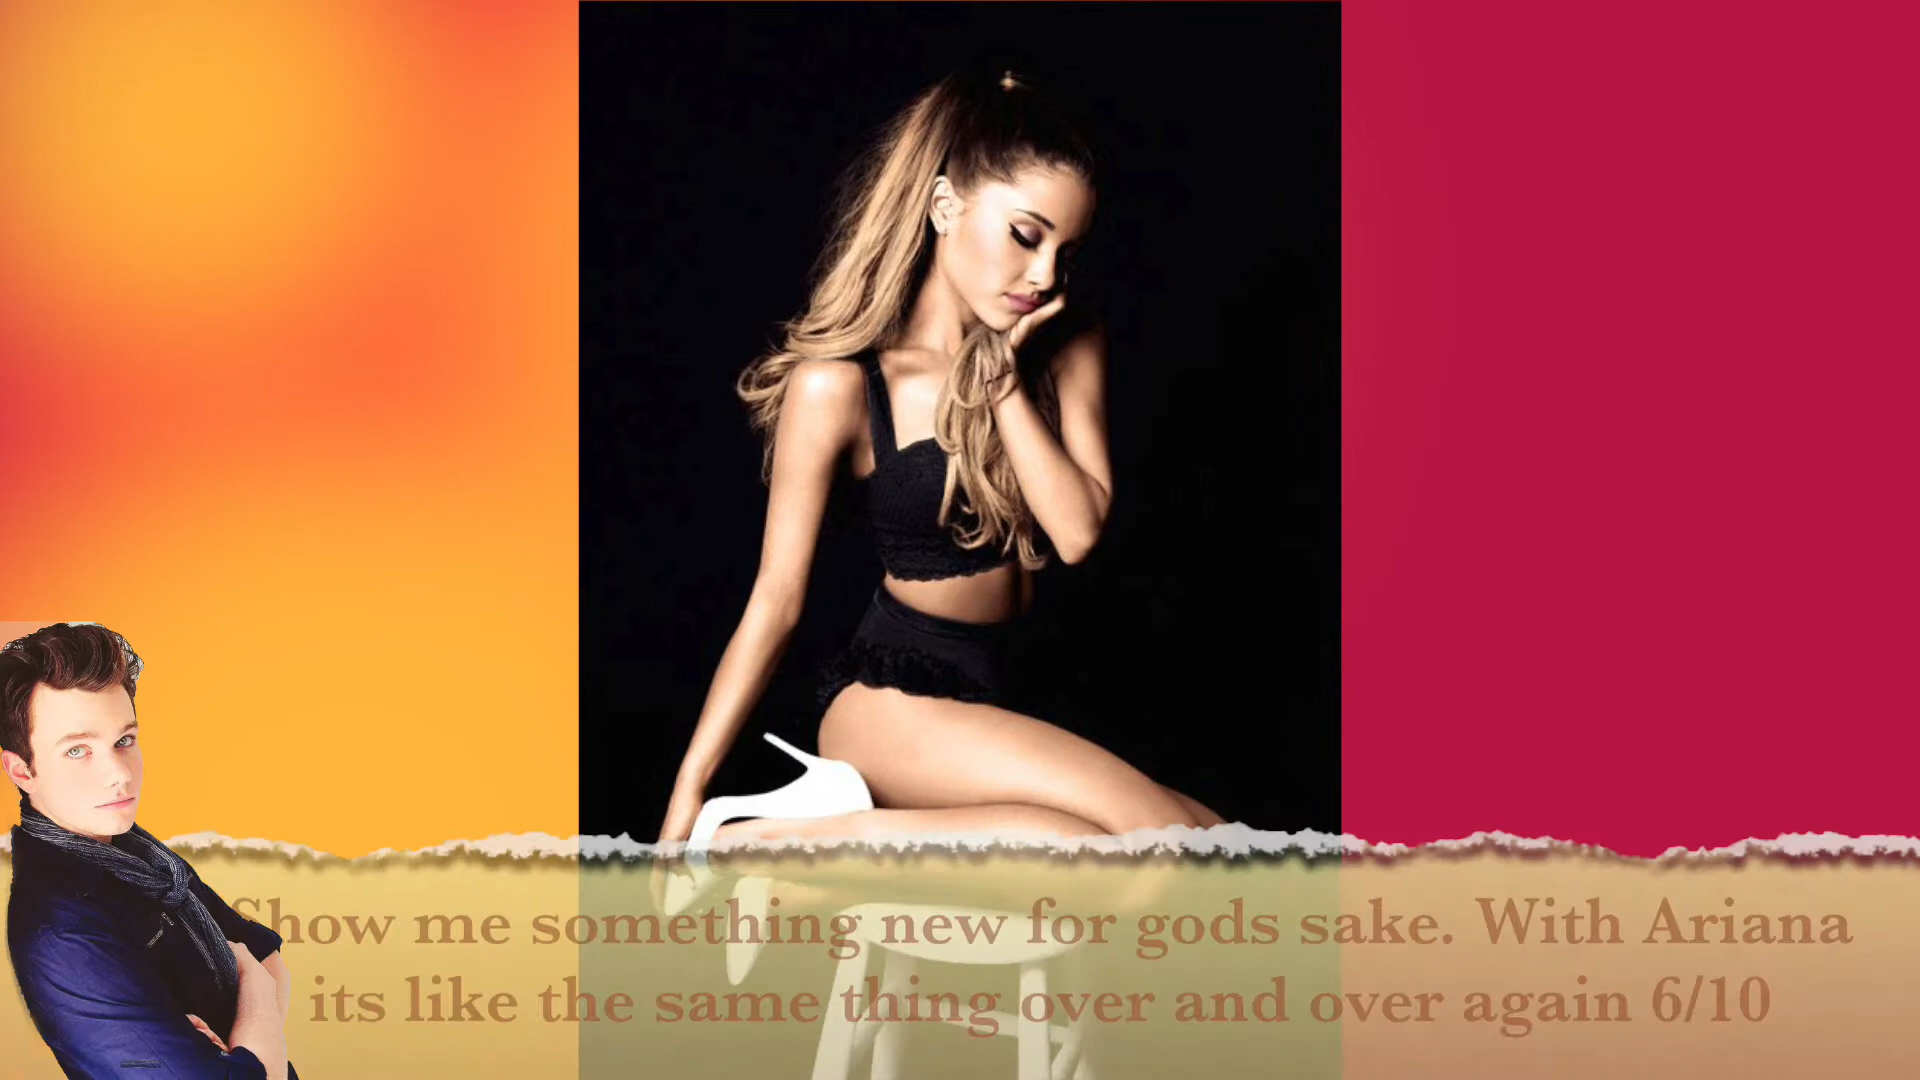 Show me something new for gods sake. With Ariana
its like the same thing over and over again 6/10